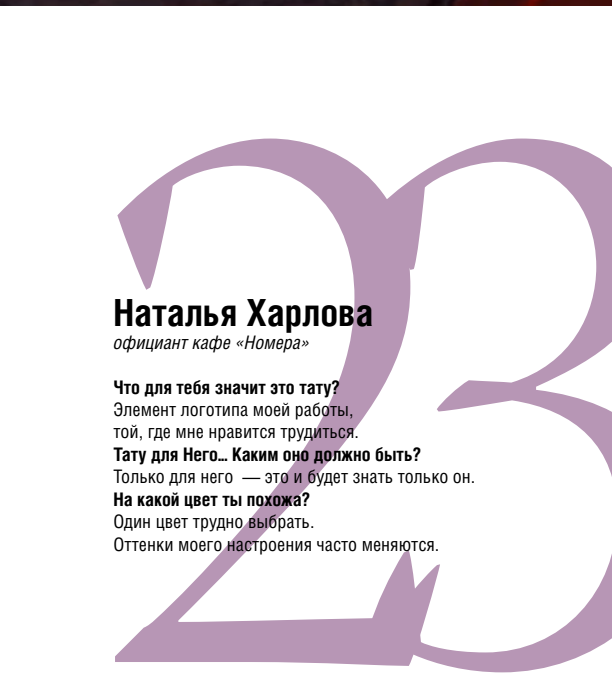 23
Наталья Харлова
официант кафе «Номера»
Что для тебя значит это тату?
Элемент логотипа моей работы,
той, где мне нравится трудиться.
Тату для Него... Каким оно должно быть?
Только для него — это и будет знать только он.
На какой цвет ты похожа?
Один цвет трудно выбрать.
Оттенки моего настроения часто меняются.